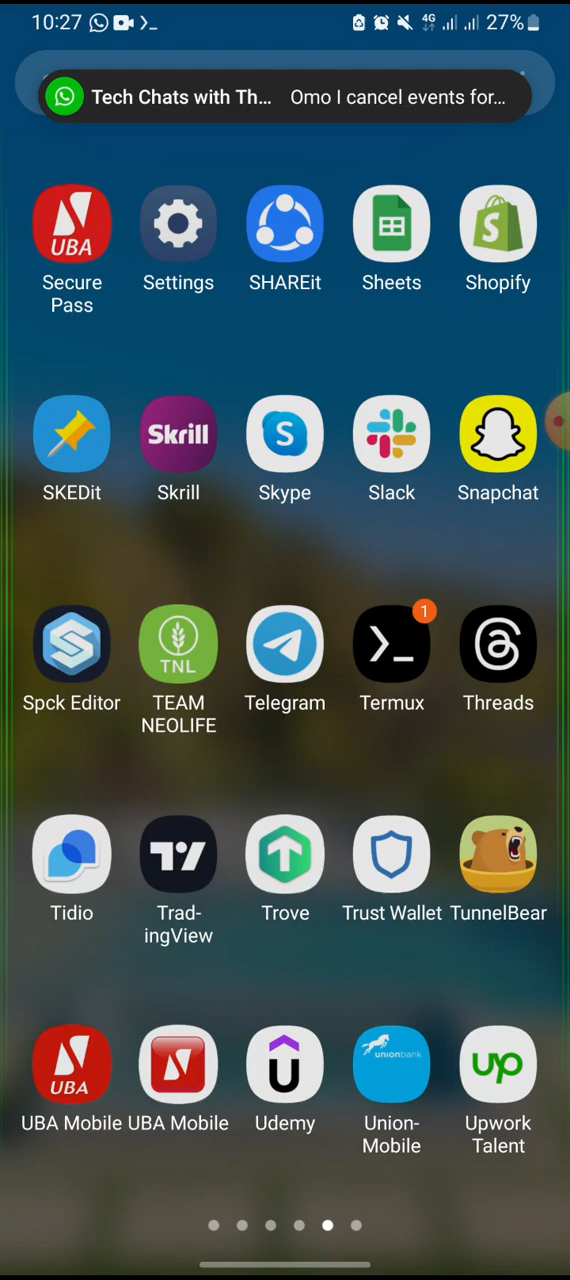 10:27 4G 27%
Tech Chats with Th... Omo I cancel events for...
UBA
Secure Pass
Settings
SHAREit
Sheets
S
Shopify
SKEDit
Skrill
Skrill
S
Skype
Slack
Snapchat
Spck Editor
TNL
TEAM NEOLIFE
Telegram
1
Termux
Threads
Tidio
Trad-
ingView
Trove
Trust Wallet
TunnelBear
UBA
UBA Mobile
UBA Mobile
Udemy
unionbank
Union-
Mobile
up
Upwork
Talent